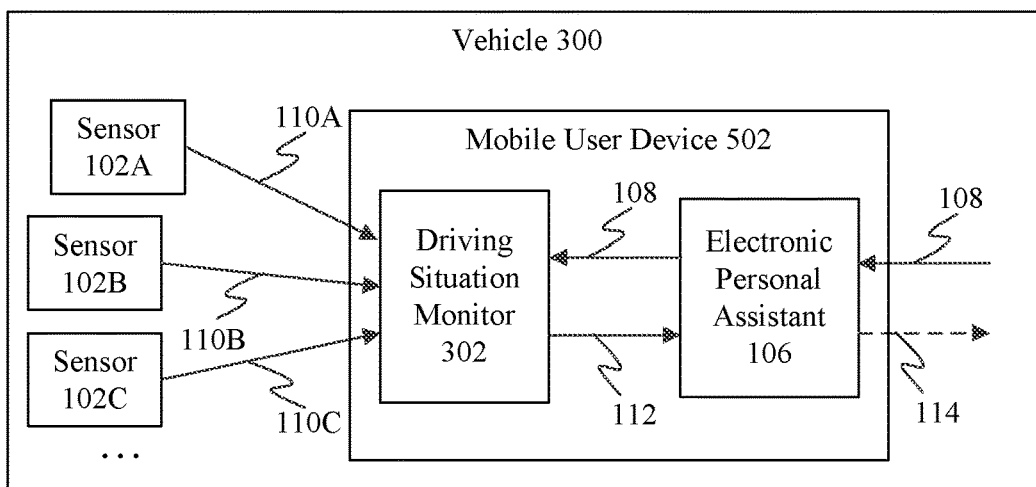 Vehicle 300
Sensor
102A
110A
Mobile User Device 502
Sensor
102B
110B
Driving
Situation
Monitor
302
108
Electronic
Personal
Assistant
106
108
Sensor
102C
110C
112
114
...